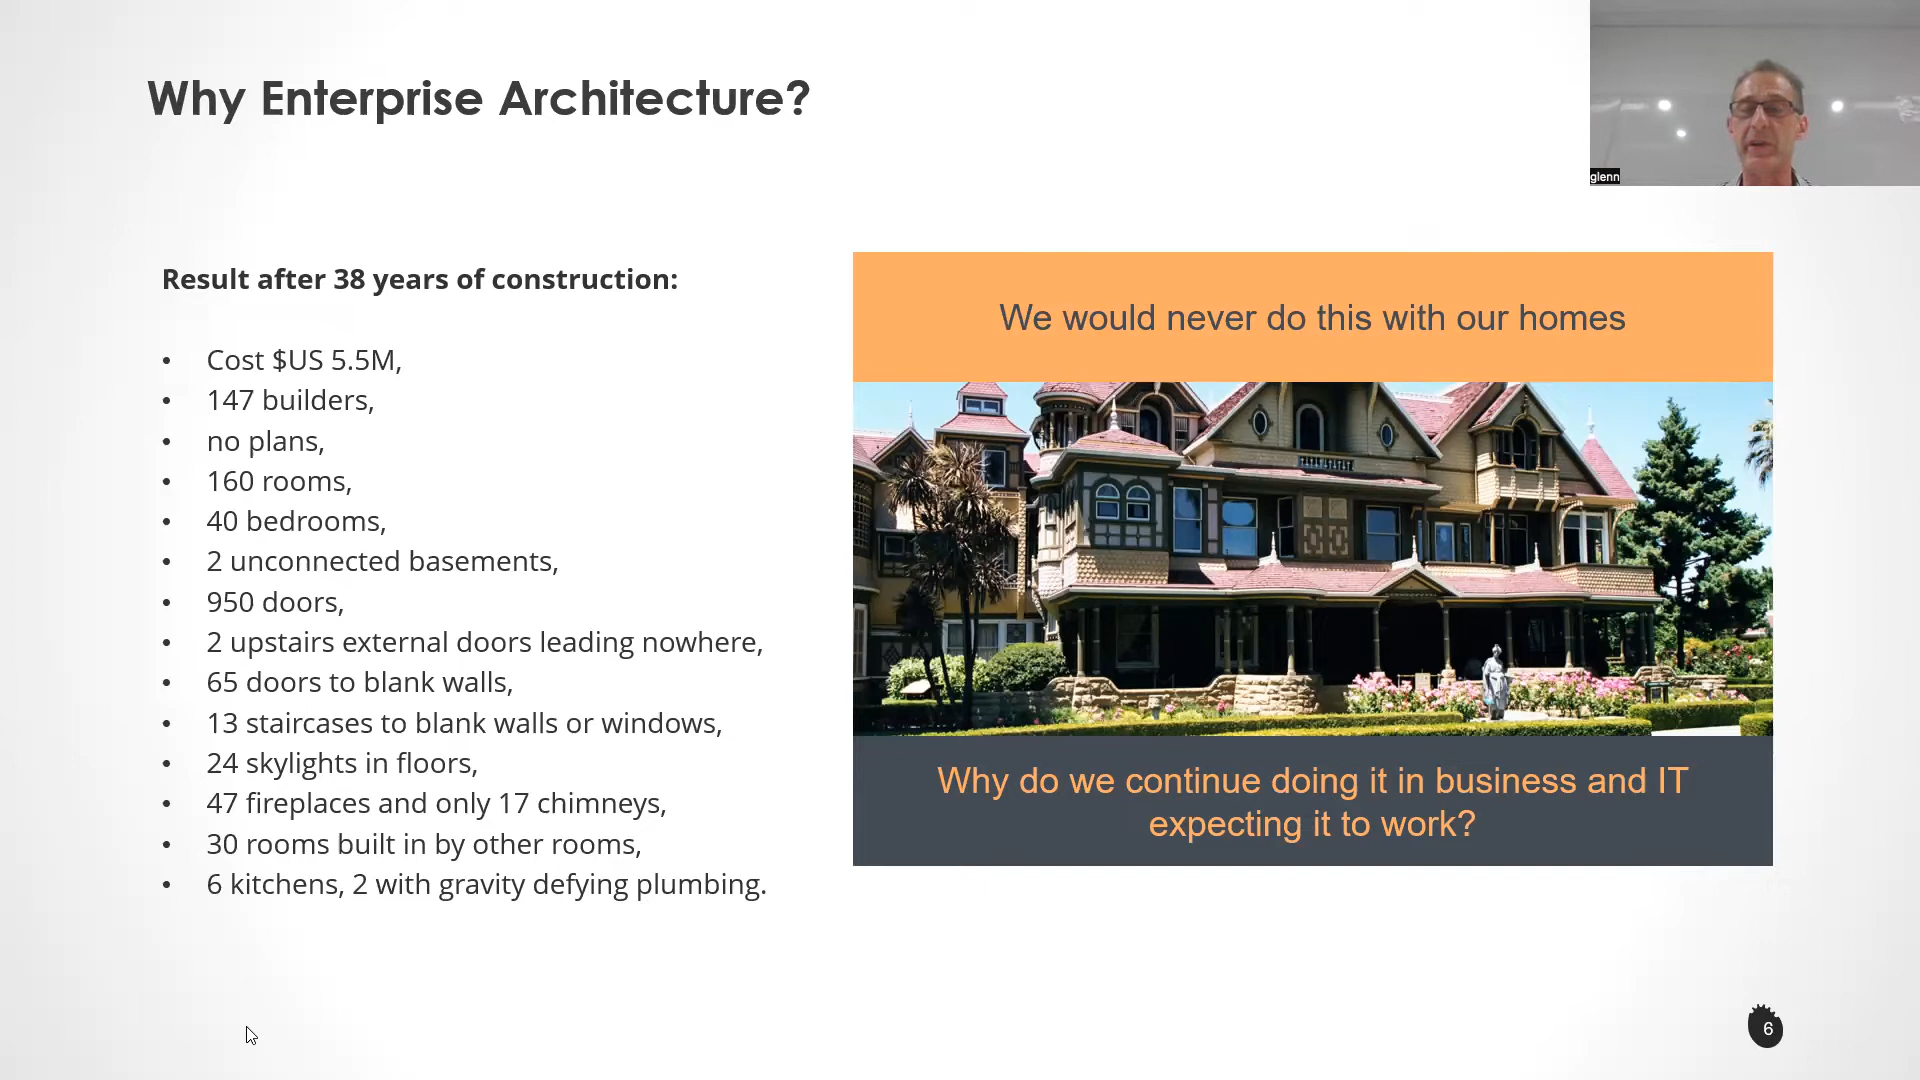 Why Enterprise Architecture?
glenn
Result after 38 years of construction:
• Cost $US 5.5M,
• 147 builders,
• no plans,
• 160 rooms,
• 40 bedrooms,
• 2 unconnected basements,
• 950 doors,
• 2 upstairs external doors leading nowhere,
• 65 doors to blank walls,
• 13 staircases to blank walls or windows,
• 24 skylights in floors,
• 47 fireplaces and only 17 chimneys,
• 30 rooms built in by other rooms,
• 6 kitchens, 2 with gravity defying plumbing.
We would never do this with our homes
Why do we continue doing it in business and IT
expecting it to work?
6